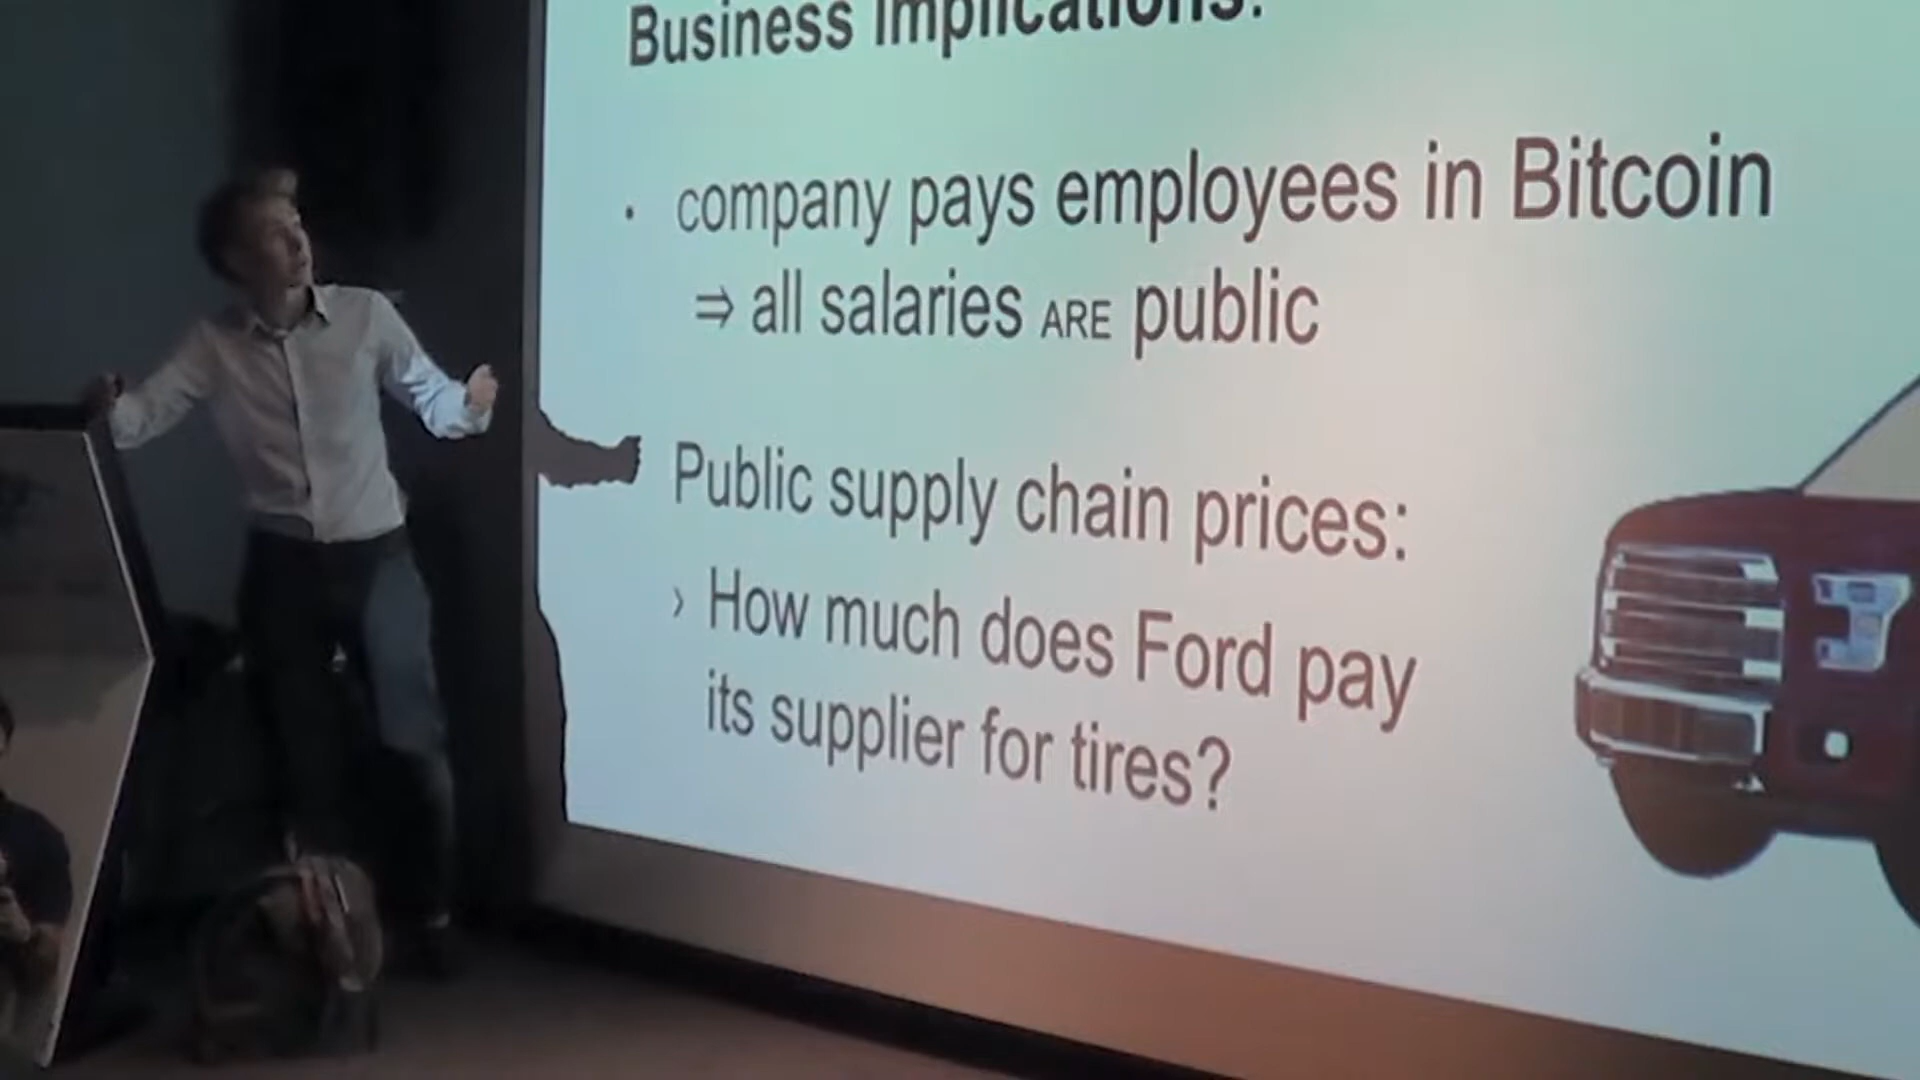 Business Implications:
· company pays employees in Bitcoin
⇒ all salaries ARE public
Public supply chain prices:
› How much does Ford pay
its supplier for tires?